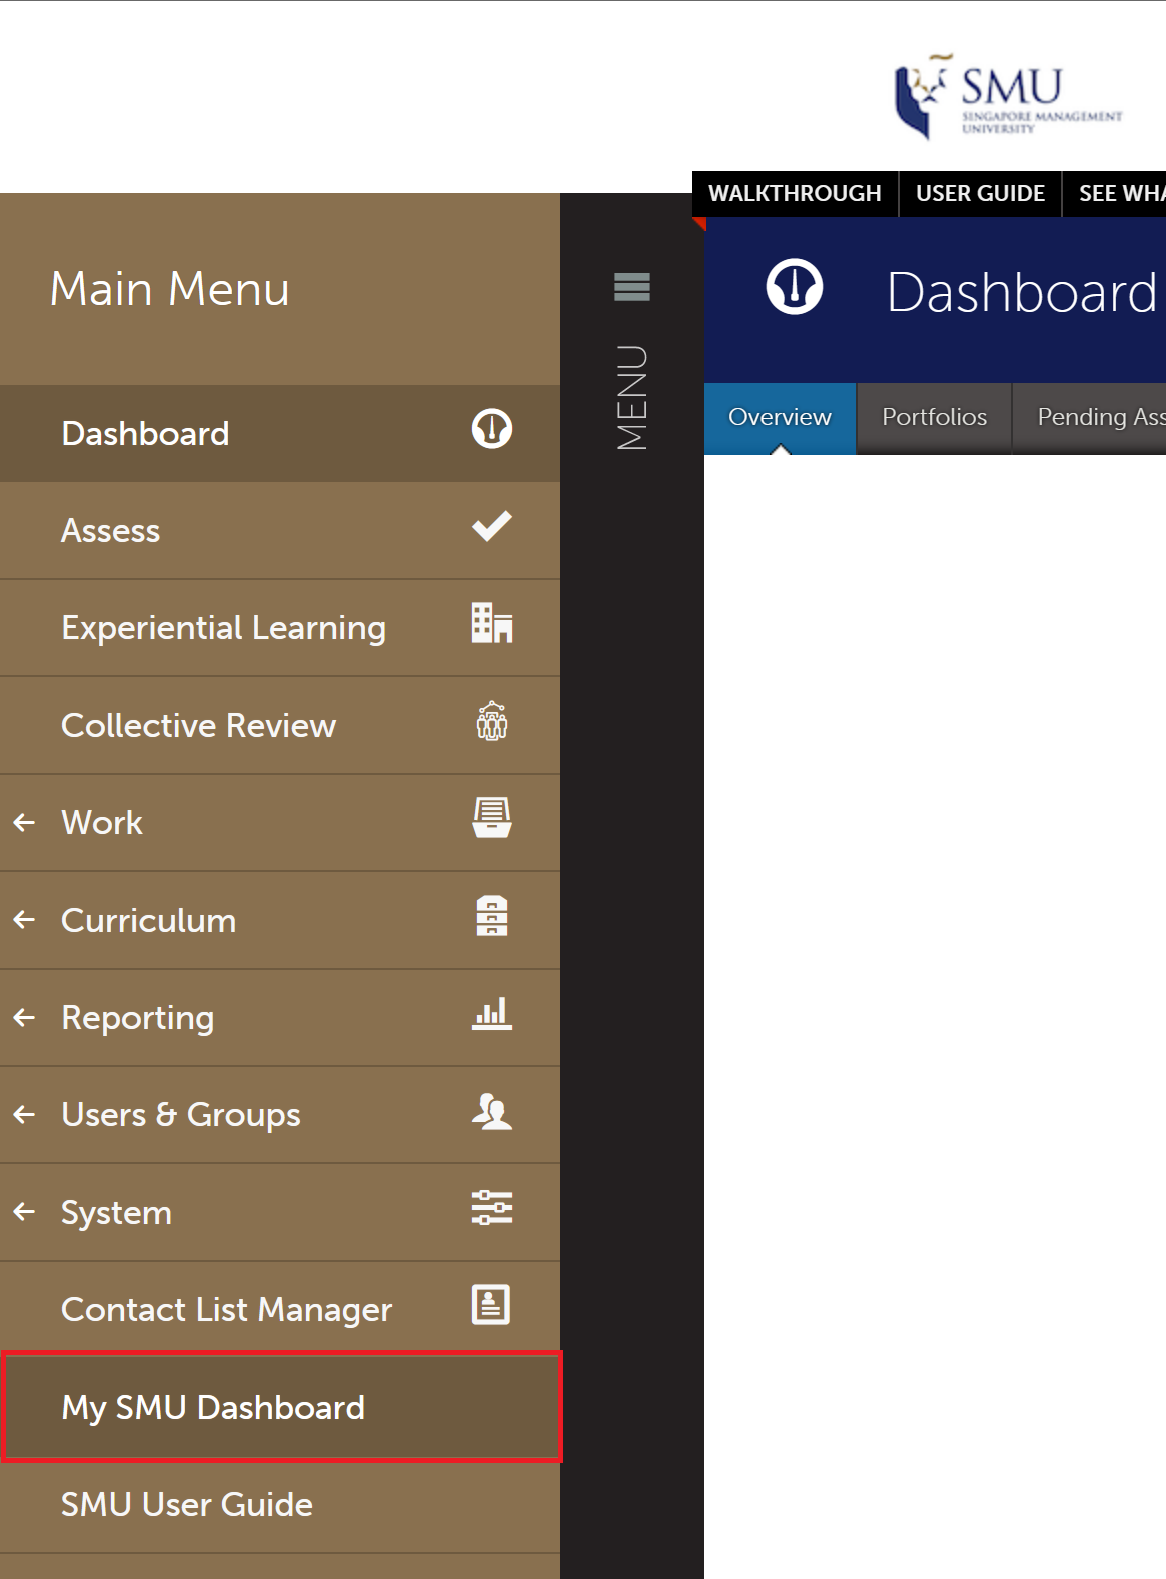 SMU
SINGAPORE MANAGEMENT
UNIVERSITY
WALKTHROUGH USER GUIDE SEE WHA
Main Menu
MENU
Dashboard
Overview Portfolios Pending Ass
Dashboard
Assess
Experiential Learning
Collective Review
Work
Curriculum
Reporting
Users & Groups
System
Contact List Manager
My SMU Dashboard
SMU User Guide